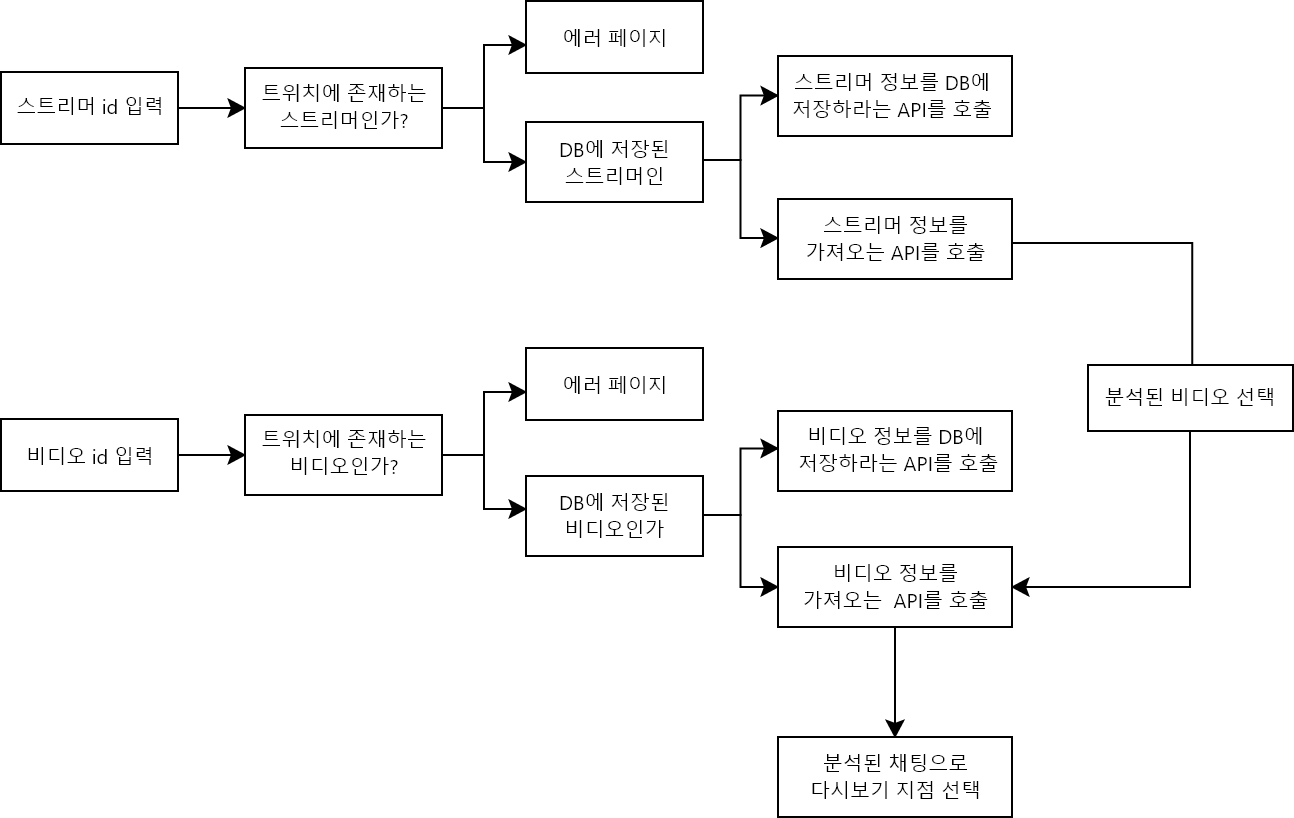 스트리머 id 입력
트위치에 존재하는
스트리머인가?
에러 페이지
DB에 저장된
스트리머인
스트리머 정보를 DB에
저장하라는 API를 호출
스트리머 정보를
가져오는 API를 호출
분석된 비디오 선택
비디오 id 입력
트위치에 존재하는
비디오인가?
에러 페이지
DB에 저장된
비디오인가
비디오 정보를 DB에
저장하라는 API를 호출
비디오 정보를
가져오는  API를 호출
분석된 채팅으로
다시보기 지점 선택